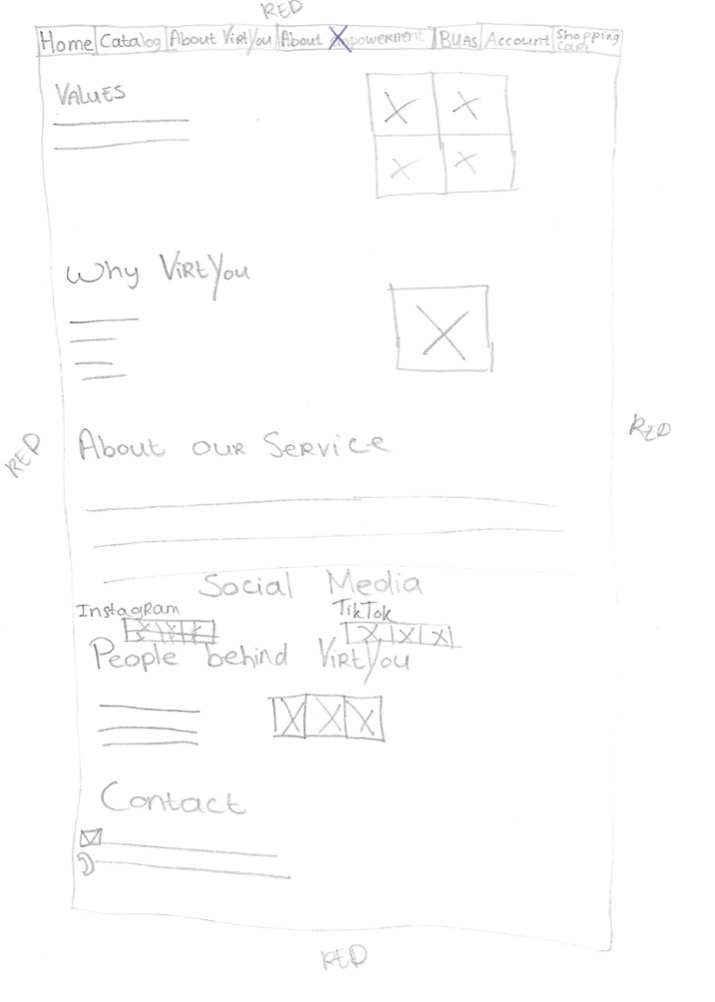 RED
Home Catalog About VirtYou About Xpowerment BUAs Account Shopping
Cart
VALUES
Why VirtYou
RED
RED
About our Service
Social Media
Instagram TikTok
People behind VirtYou
Contact
RED